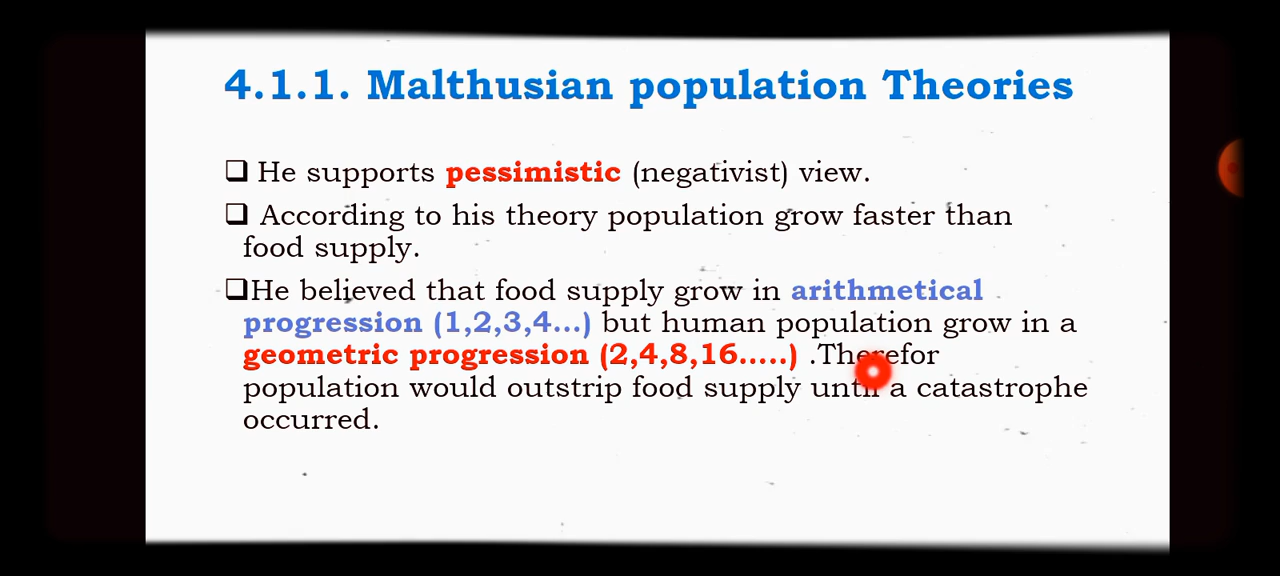 4.1.1. Malthusian population Theories
❑ He supports pessimistic (negativist) view.
❑ According to his theory population grow faster than
food supply.
❑He believed that food supply grow in arithmetical
progression (1,2,3,4...) but human population grow in a
geometric progression (2,4,8,16.....) .Therefor
population would outstrip food supply until a catastrophe
occurred.